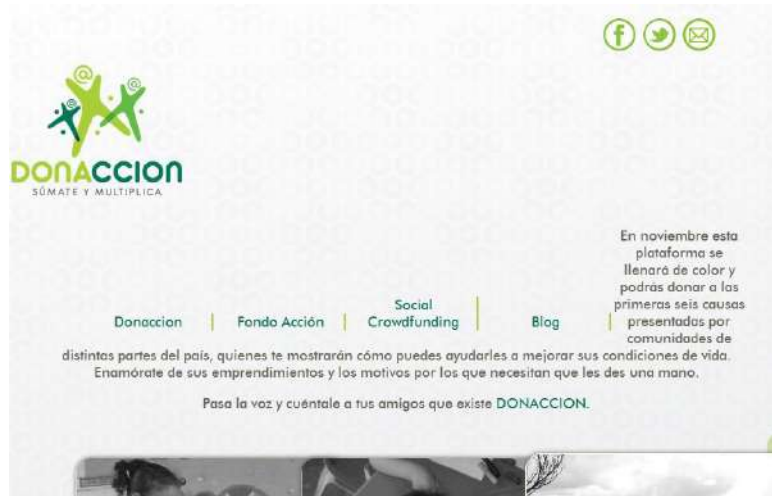 DONACCION
SÚMATE Y MULTIPLICA
En noviembre esta
plataforma se
llenará de color y
podrás donar a las
primeras seis causas
presentadas por
comunidades de
Donaccion | Fondo Acción | Social Crowdfunding | Blog |
distintas partes del país, quienes te mostrarán cómo puedes ayudarles a mejorar sus condiciones de vida.
Enamórate de sus emprendimientos y los motivos por los que necesitan que les des una mano.
Pasa la voz y cuéntale a tus amigos que existe DONACCION.